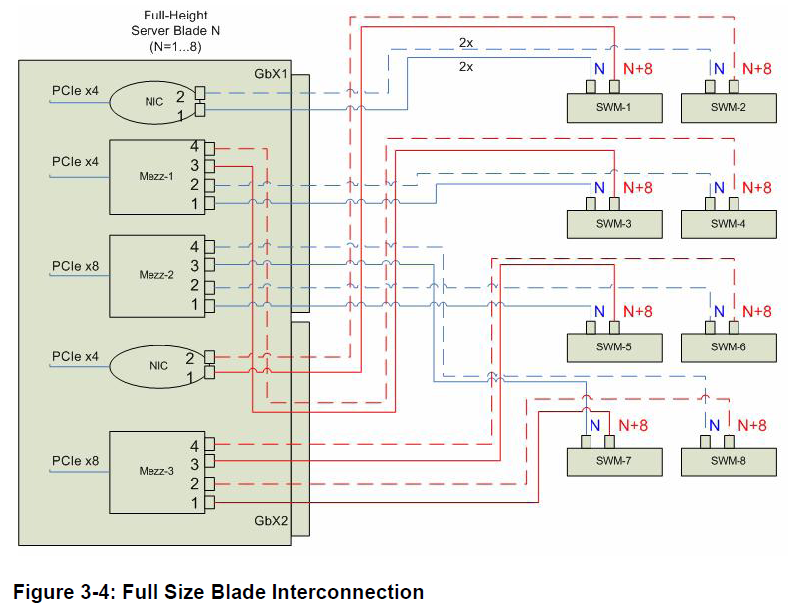 Full-Height
Server Blade N
(N=1...8)
GbX1
2x
2x
N N+8 N N+8
SWM-1 SWM-2
PCIe x4
NIC
2
1
PCIe x4
Mezz-1
4
3
2
1
N N+8 N N+8
SWM-3 SWM-4
PCIe x8
Mezz-2
4
3
2
1
N N+8 N N+8
SWM-5 SWM-6
PCIe x4
NIC
2
1
N N+8 N N+8
SWM-7 SWM-8
PCIe x8
Mezz-3
4
3
2
1
GbX2
Figure 3-4: Full Size Blade Interconnection